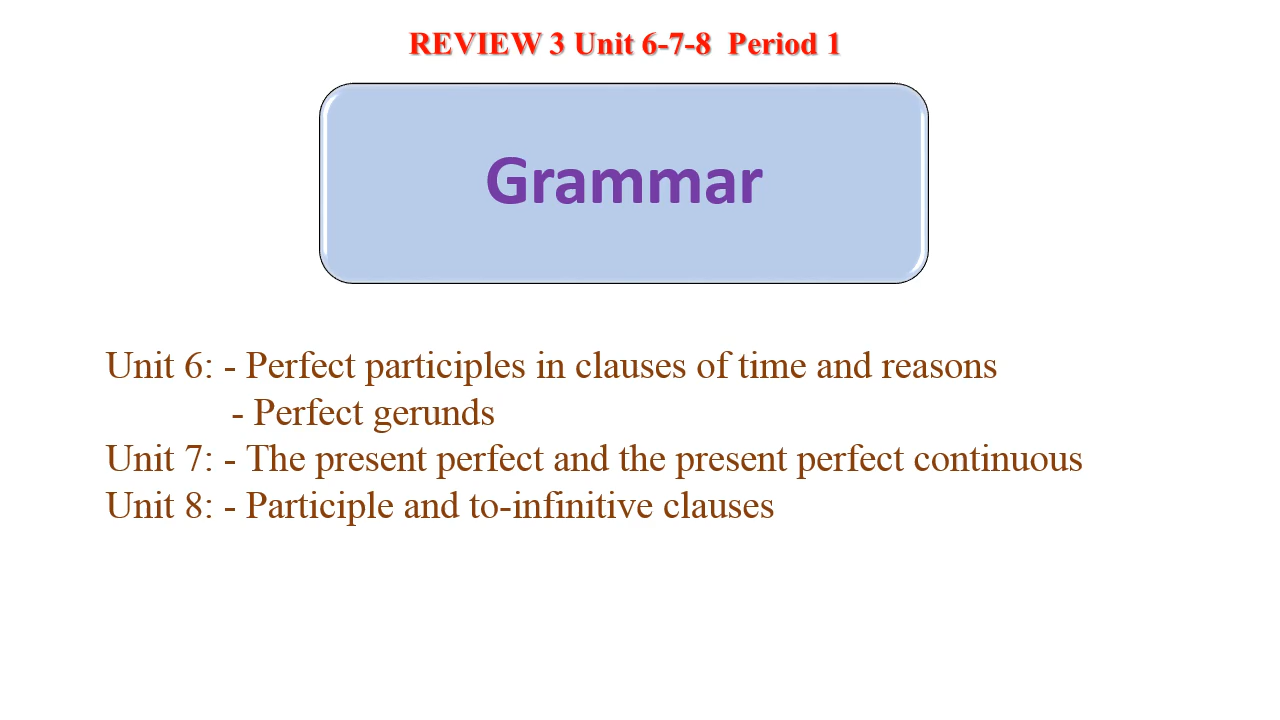 REVIEW 3 Unit 6-7-8 Period 1
Grammar
Unit 6: - Perfect participles in clauses of time and reasons
- Perfect gerunds
Unit 7: - The present perfect and the present perfect continuous
Unit 8: - Participle and to-infinitive clauses